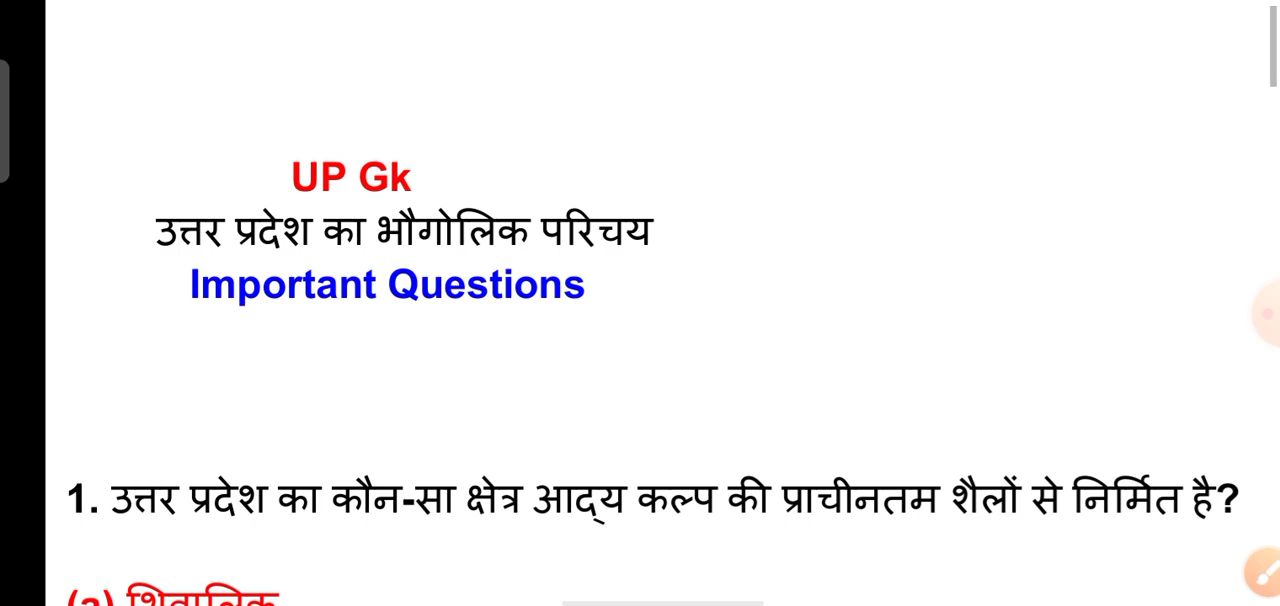 UP Gk
उत्तर प्रदेश का भौगोलिक परिचय
Important Questions
1. उत्तर प्रदेश का कौन-सा क्षेत्र आद्य कल्प की प्राचीनतम शैलों से निर्मित है?
(a) शिवालिक